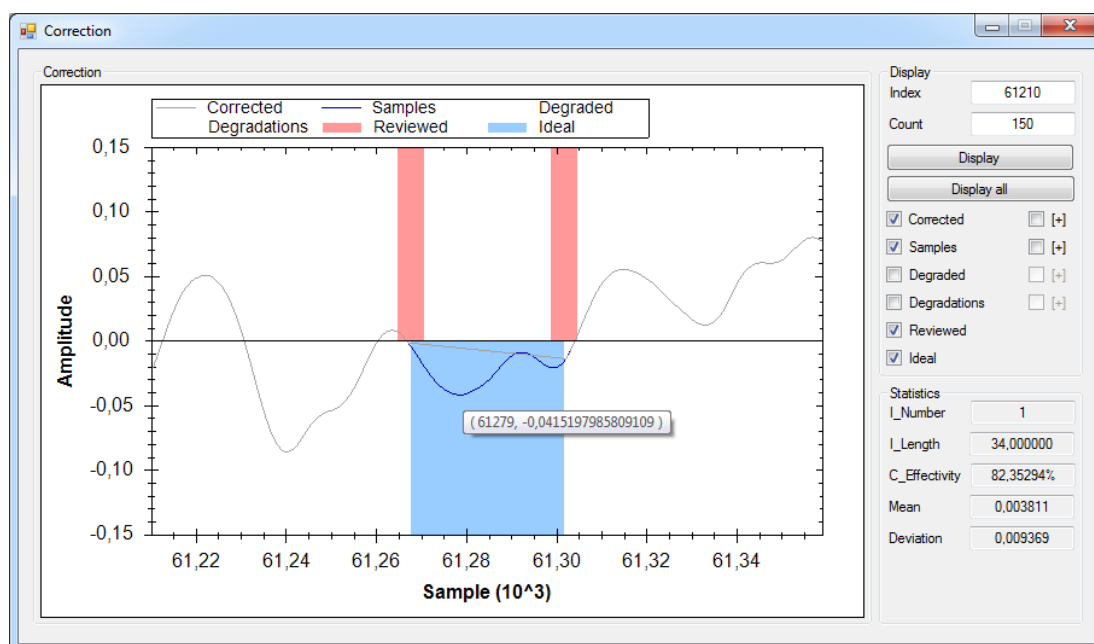 Correction
Correction
Corrected Samples Degraded
Degradations Reviewed Ideal
0,15
0,10
0,05
0,00
-0,05
-0,10
-0,15
Amplitude
( 61279, -0,0415197985809109 )
61,22 61,24 61,26 61,28 61,30 61,32 61,34
Sample (10^3)
Display
Index 61210
Count 150
Display
Display all
Corrected [+]
Samples [+]
Degraded [+]
Degradations [+]
Reviewed
Ideal
Statistics
I_Number 1
I_Length 34,000000
C_Effectivity 82,35294%
Mean 0,003811
Deviation 0,009369